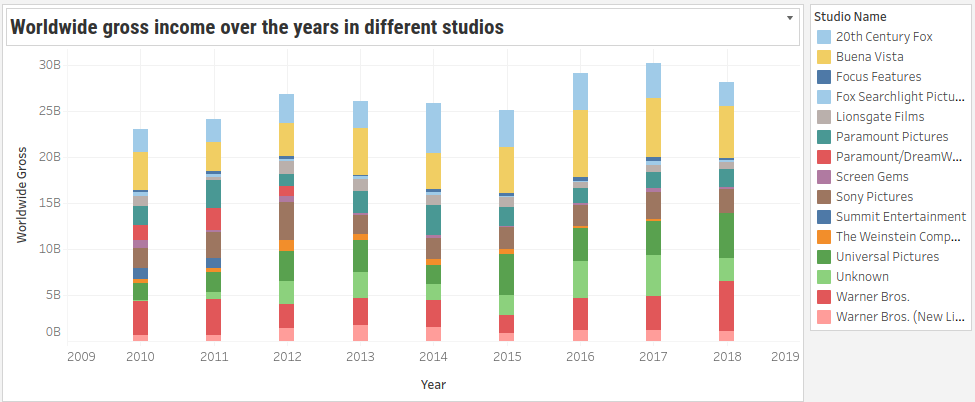 Worldwide gross income over the years in different studios
30B
25B
20B
15B
10B
5B
0B
Worldwide Gross
2009 2010 2011 2012 2013 2014 2015 2016 2017 2018 2019
Year
Studio Name
20th Century Fox
Buena Vista
Focus Features
Fox Searchlight Pictu...
Lionsgate Films
Paramount Pictures
Paramount/DreamW...
Screen Gems
Sony Pictures
Summit Entertainment
The Weinstein Comp...
Universal Pictures
Unknown
Warner Bros.
Warner Bros. (New Li...